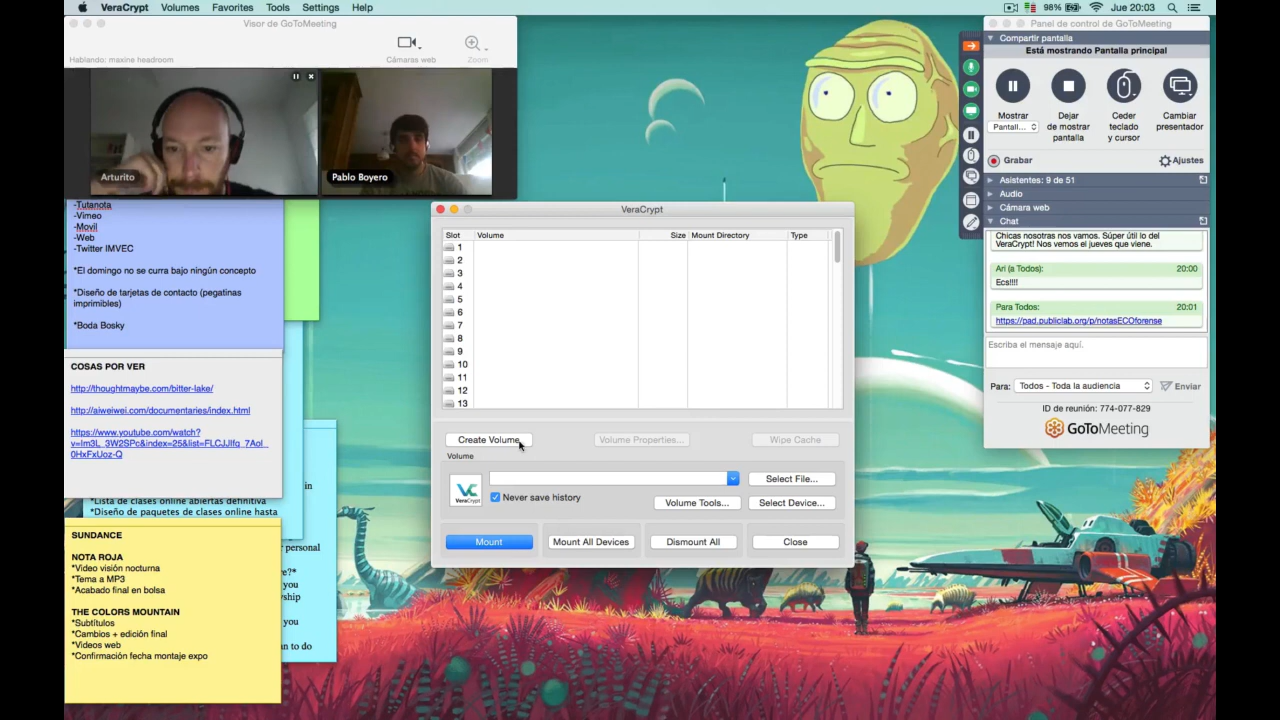 VeraCrypt Volumes Favorites Tools Settings Help
98% Jue 20:03
Visor de GoToMeeting
Hablando: maxine headroom
Cámaras web
Zoom
Arturito
Pablo Boyero
-Tutanota
-Vimeo
-Movil
-Web
-Twitter IMVEC
*El domingo no se curra bajo ningún concepto
*Diseño de tarjetas de contacto (pegatinas
imprimibles)
*Boda Bosky
COSAS POR VER
http://thoughtmaybe.com/bitter-lake/
http://aiweiwei.com/documentaries/index.html
https://www.youtube.com/watch?
*Lista de clases online abiertas definitiva
*Diseño de paquetes de clases online hasta
in
personal
re?*
you
wnership
you
an to do
SUNDANCE
NOTA ROJA
*Video visión nocturna
*Tema a MP3
*Acabado final en bolsa
THE COLORS MOUNTAIN
*Subtítulos
*Cambios + edición final
*Videos web
*Confirmación fecha montaje expo
VeraCrypt
Slot Volume Size Mount Directory Type
1
2
3
4
5
6
7
8
9
10
11
12
13
Create Volume
Volume Properties...
Wipe Cache
Volume
VeraCrypt
Never save history
Select File...
Volume Tools...
Select Device...
Mount
Mount All Devices
Dismount All
Close
Panel de control de GoToMeeting
Compartir pantalla
Está mostrando Pantalla principal
Mostrar
Pantall...
Dejar
de mostrar
pantalla
Ceder
teclado
y cursor
Cambiar
presentador
Grabar
Ajustes
Asistentes: 9 de 51
Audio
Cámara web
Chat
Chicas nosotras nos vamos. Súper útil lo del
VeraCrypt! Nos vemos el jueves que viene.
Ari (a Todos): 20:00
Ecs!!!!
Para Todos: 20:01
https://pad.publiclab.org/p/notasECOforense
Escriba el mensaje aquí.
Para: Todos - Toda la audiencia
Enviar
ID de reunión: 774-077-829
GoToMeeting